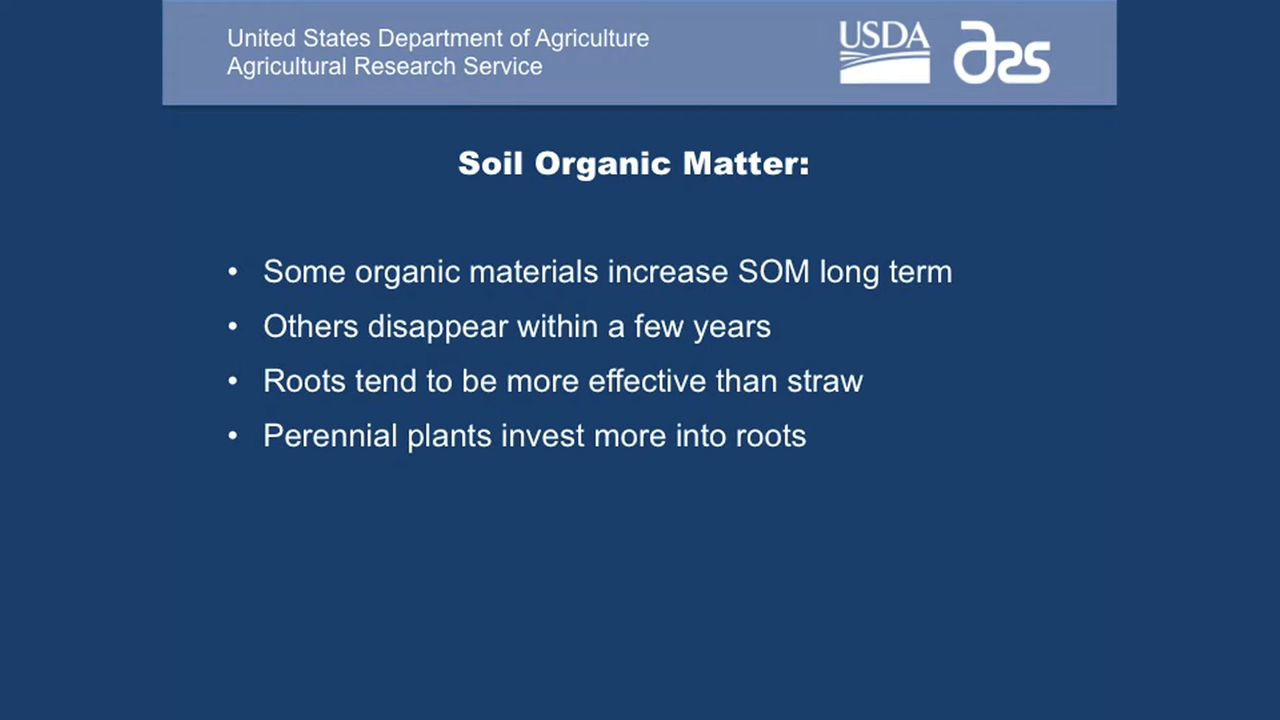 United States Department of Agriculture
Agricultural Research Service
USDA
ars
Soil Organic Matter:
• Some organic materials increase SOM long term
• Others disappear within a few years
• Roots tend to be more effective than straw
• Perennial plants invest more into roots